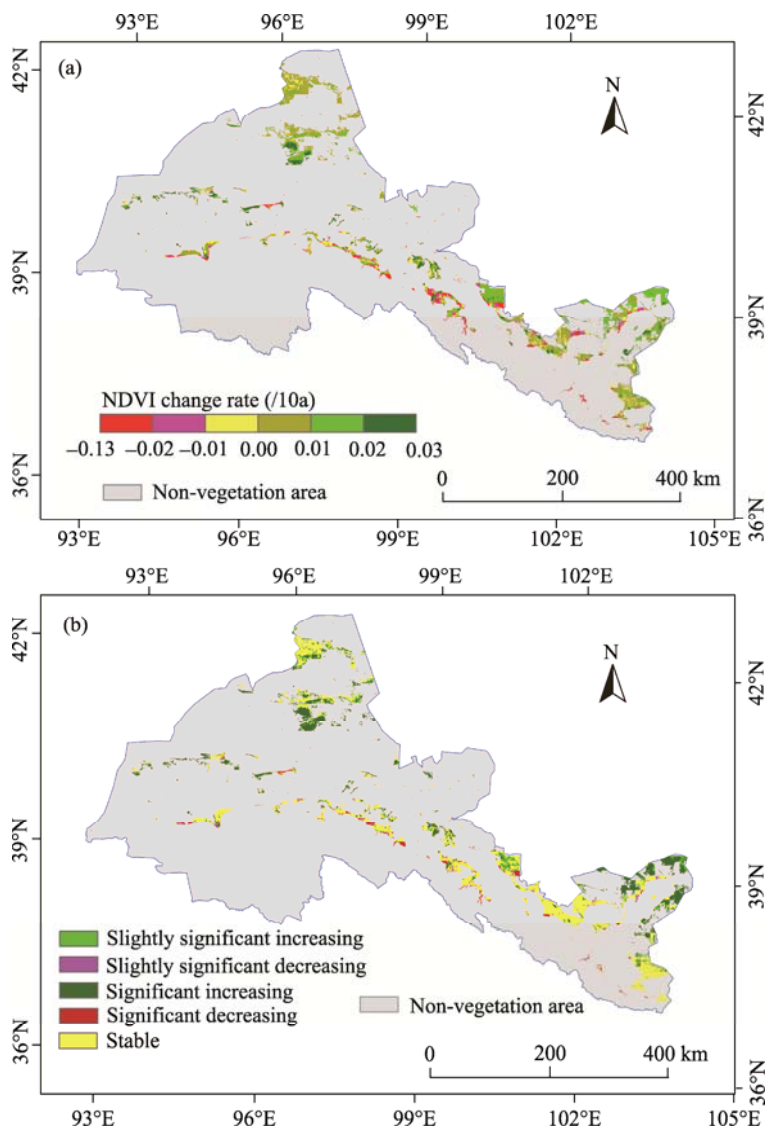 93°E 96°E 99°E 102°E
(a)
N
42°N
42°N
39°N
39°N
NDVI change rate (/10a)
−0.13 −0.02 −0.01 0.00 0.01 0.02 0.03
Non-vegetation area
0 200 400 km
36°N
36°N
93°E 96°E 99°E 102°E 105°E
93°E 96°E 99°E 102°E
(b)
N
42°N
42°N
39°N
39°N
Slightly significant increasing
Slightly significant decreasing
Significant increasing
Significant decreasing
Stable
Non-vegetation area
0 200 400 km
36°N
36°N
93°E 96°E 99°E 102°E 105°E